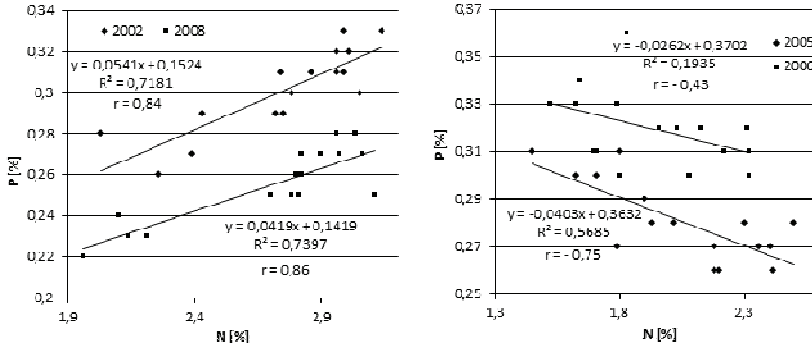 0,34
2002 2008
0,32
y = 0,0541x + 0,1524
R² = 0,7181
r = 0,84
0,3
0,28
P [%]
0,26
0,24
y = 0,0419x + 0,1419
R² = 0,7397
r = 0,86
0,22
0,2
1,9 2,4 2,9
N [%]
0,37
2005
y = -0,0262x + 0,3702
R² = 0,1935
r = - 0,43
0,35
0,33
0,31
P [%]
0,29
y = -0,0403x + 0,3632
R² = 0,5685
r = - 0,75
0,27
0,25
1,3 1,8 2,3
N [%]